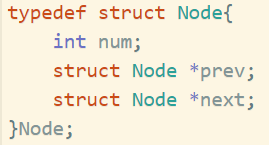 typedef struct Node{
    int num;
    struct Node *prev;
    struct Node *next;
}Node;